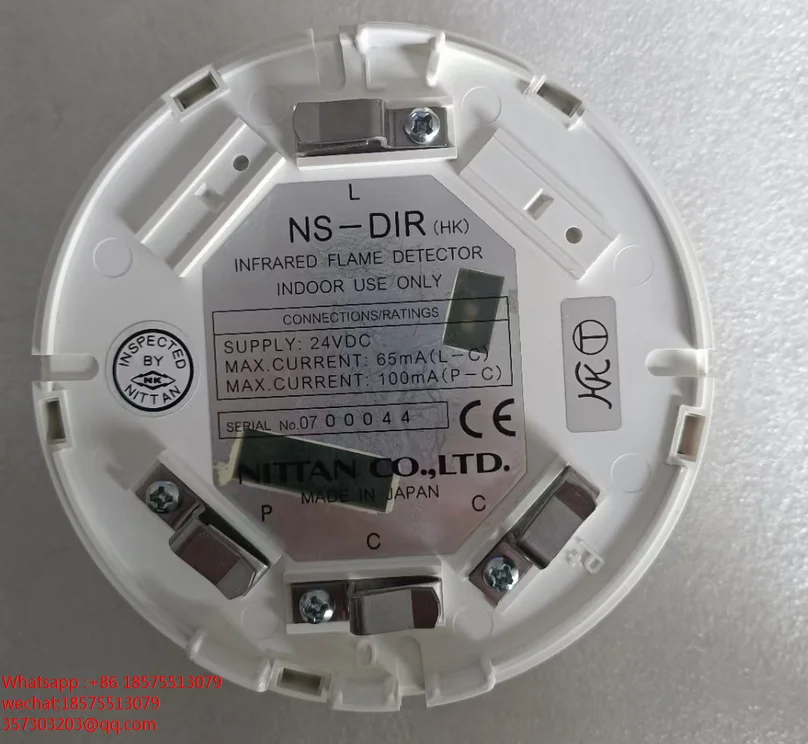 L
NS-DIR (HK)
INFRARED FLAME DETECTOR
INDOOR USE ONLY
CONNECTIONS/RATINGS
SUPPLY: 24VDC
MAX.CURRENT: 65mA(L-C)
MAX.CURRENT: 100mA(P-C)
INSPECTED
BY
NK
NITTAN
SERIAL No.07 00044
CE
NITTAN CO.,LTD.
MADE IN JAPAN
P
C
C
Whatsapp :+86 18575513079
wechat:18575513079
357303203@qq.com